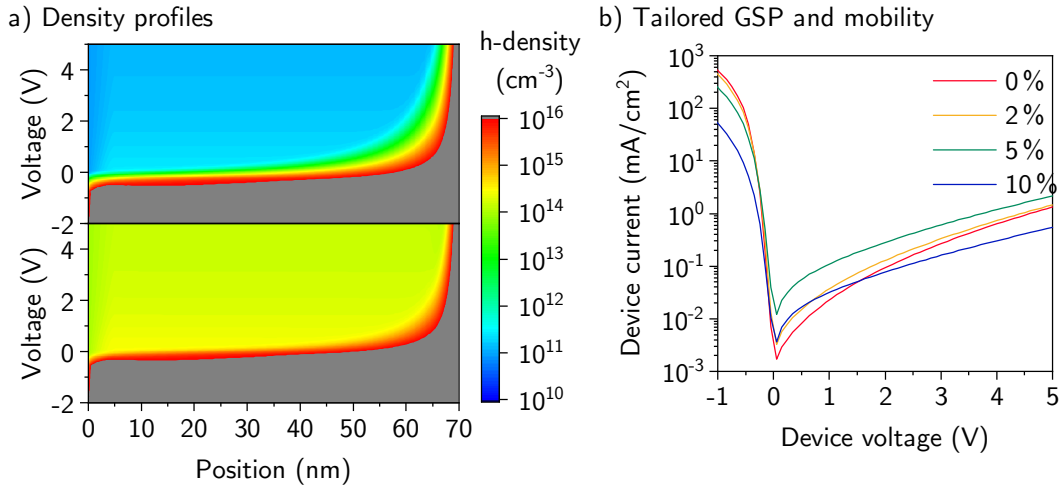 a) Density profiles
Voltage (V)
4
2
0
-2
Voltage (V)
4
2
0
-2
0 10 20 30 40 50 60 70
Position (nm)
h-density
(cm⁻³)
10¹⁶
10¹⁵
10¹⁴
10¹³
10¹²
10¹¹
10¹⁰
b) Tailored GSP and mobility
Device current (mA/cm²)
10³
10²
10¹
10⁰
10⁻¹
10⁻²
10⁻³
0 %
2 %
5 %
10 %
-1 0 1 2 3 4 5
Device voltage (V)